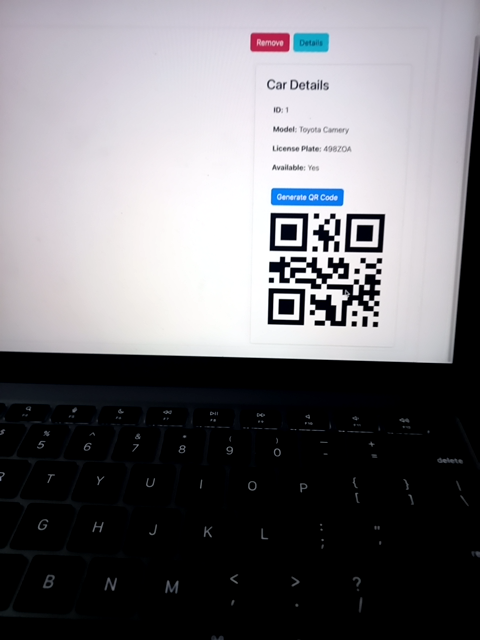 Remove Details
Car Details
ID: 1
Model: Toyota Camery
License Plate: 498ZOA
Available: Yes
Generate QR Code
$ % ^ & * ( ) — +
5 6 7 8 9 0 - = delete
R T Y U I O P { [ } ] \
G H J K L : ; " '
B N M < , > . ? /